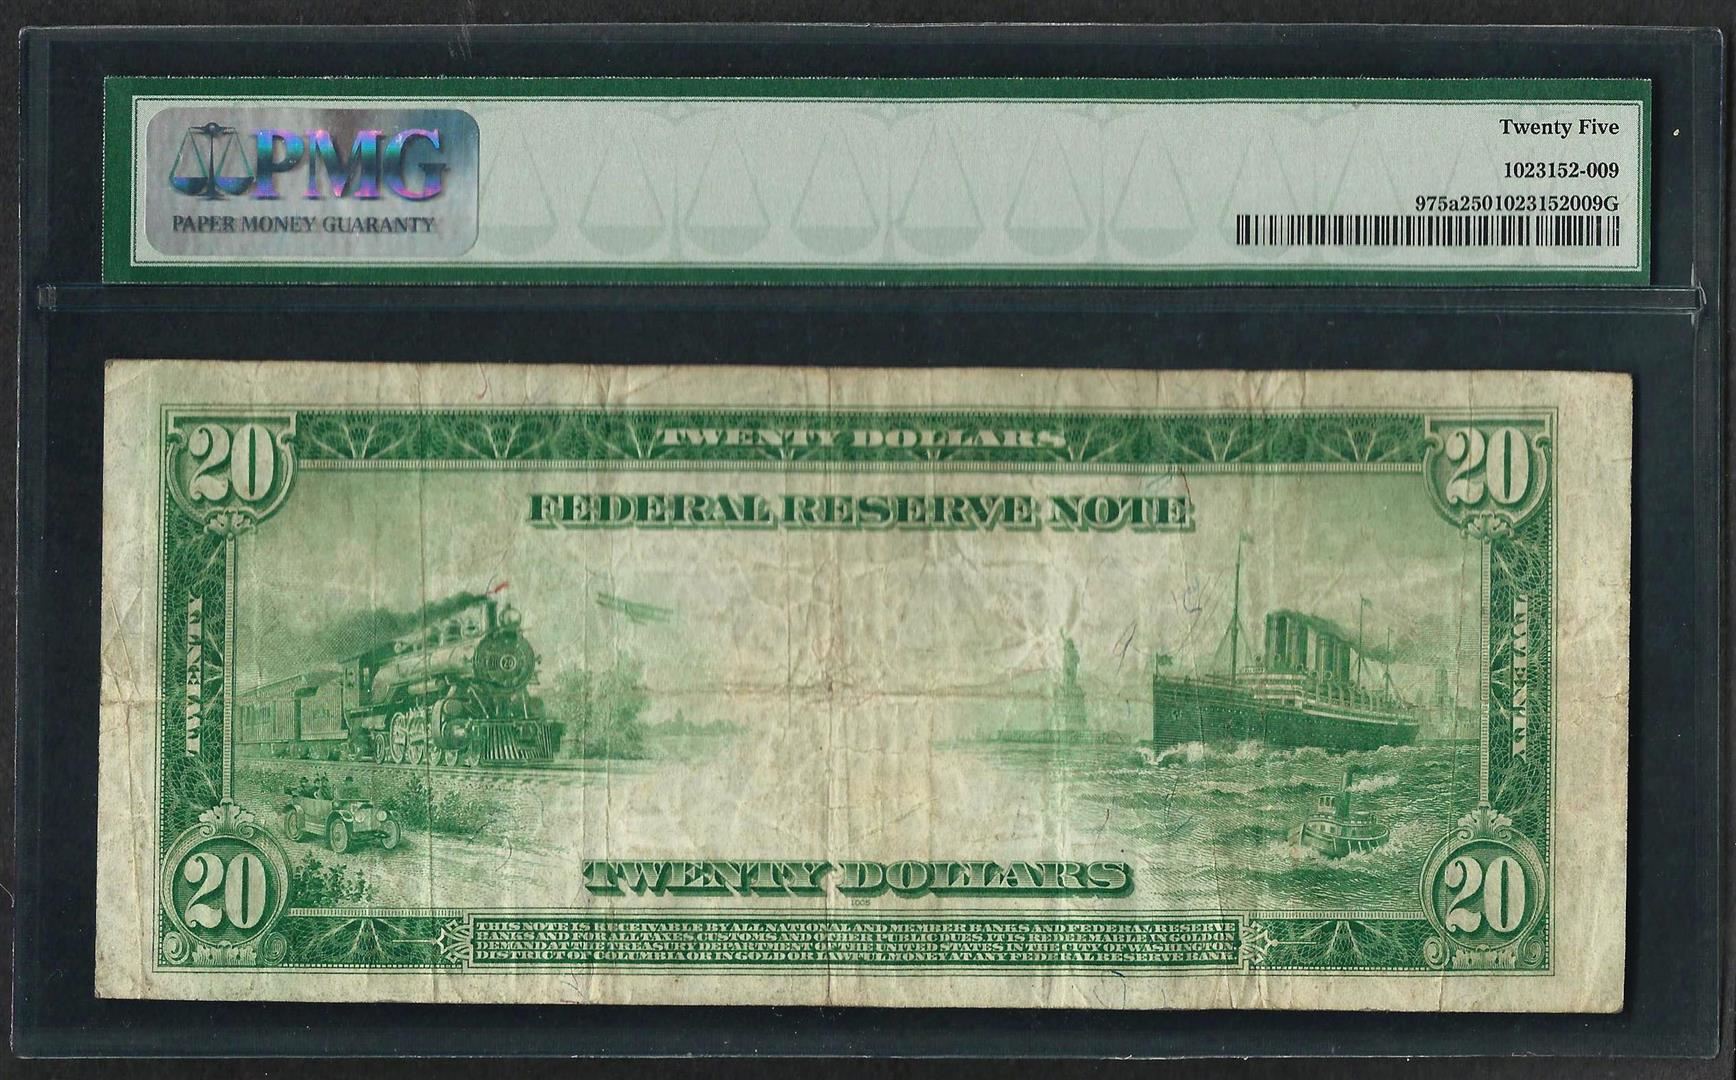 PMG
PAPER MONEY GUARANTY
Twenty Five
1023152-009
975a2501023152009G
20
TWENTY DOLLARS
20
FEDERAL RESERVE NOTE
TWENTY
20
TWENTY
20
TWENTY DOLLARS
1005
20
THIS NOTE IS RECEIVABLE BY ALL NATIONAL AND MEMBER BANKS AND FEDERAL RESERVE
BANKS AND FOR ALL TAXES, CUSTOMS AND OTHER PUBLIC DUES. IT IS REDEEMABLE IN GOLD ON
DEMAND AT THE TREASURY DEPARTMENT OF THE UNITED STATES IN THE CITY OF WASHINGTON,
DISTRICT OF COLUMBIA OR IN GOLD OR LAWFUL MONEY AT ANY FEDERAL RESERVE BANK.